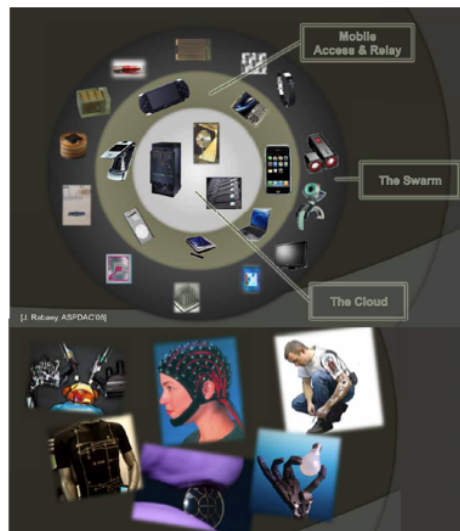 Mobile
Access & Relay
The Swarm
The Cloud
[J. Rabaey, ASPDAC'08]